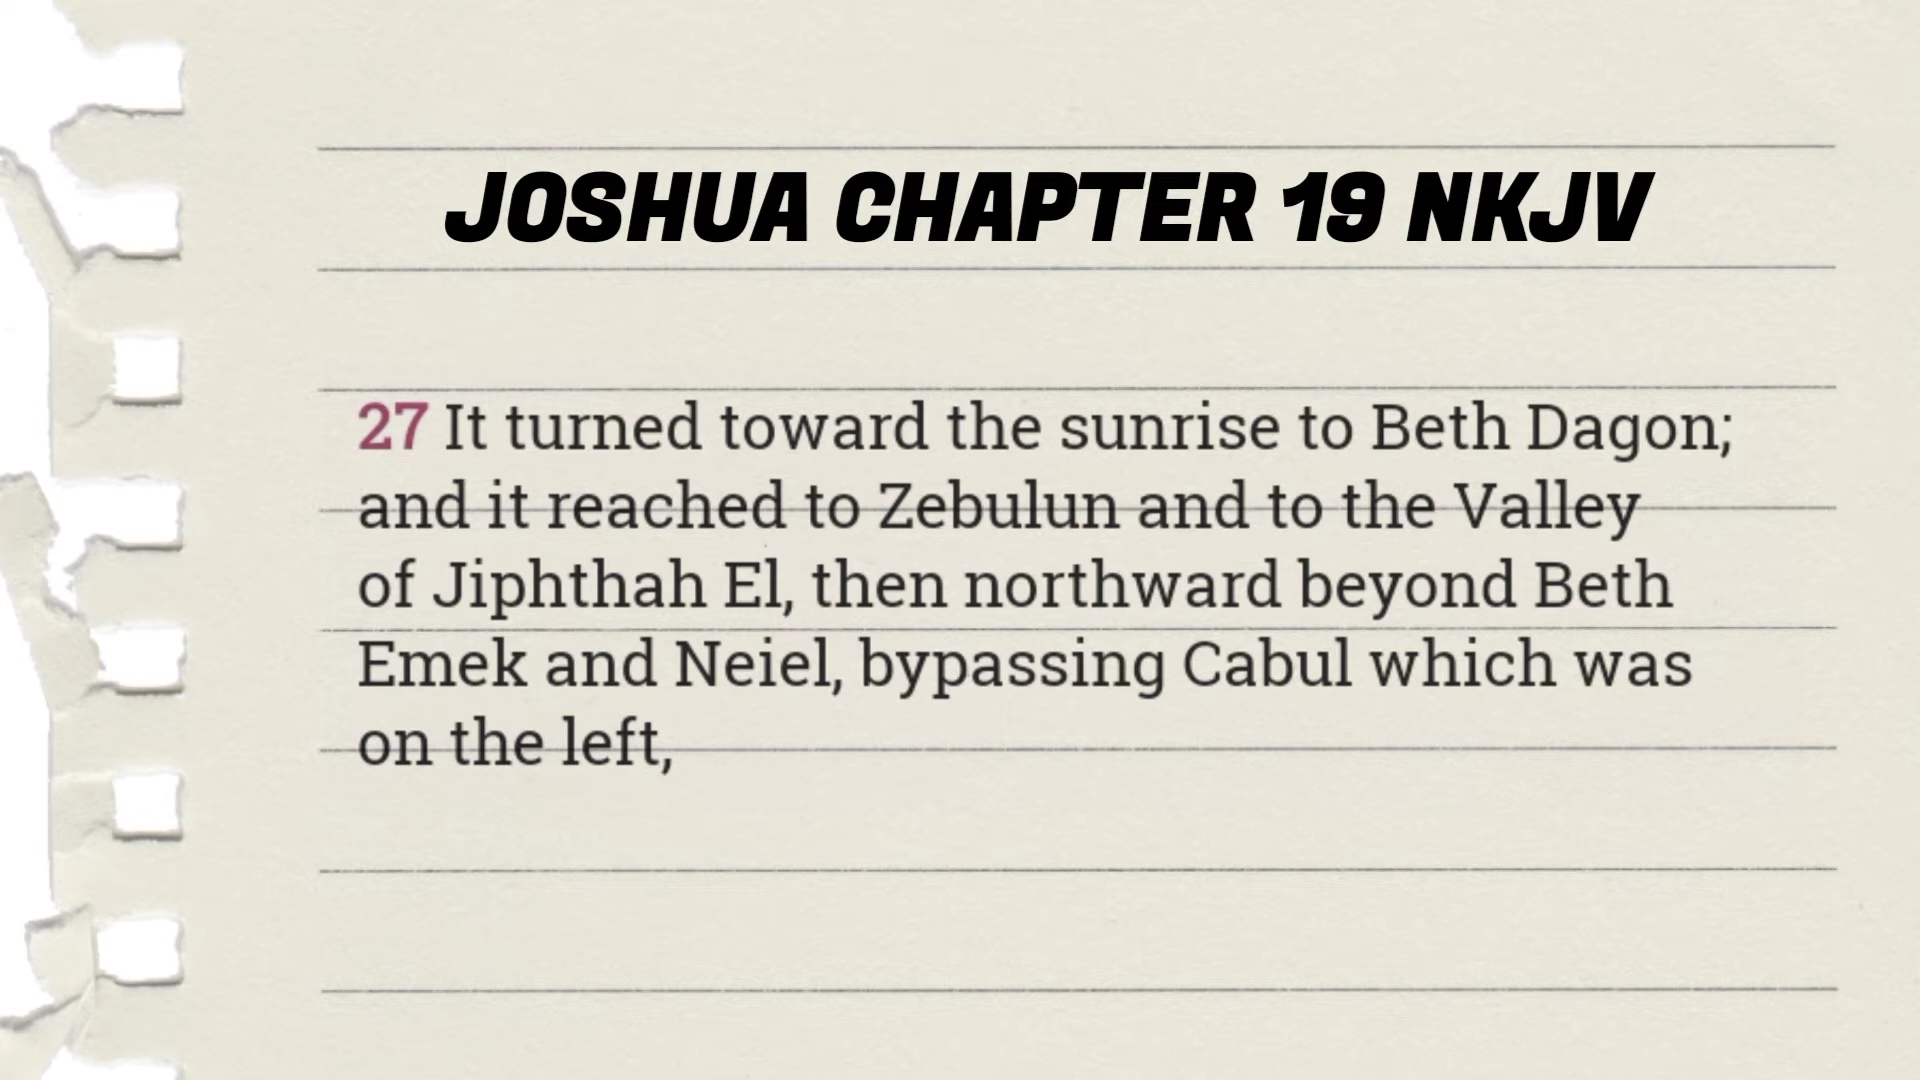 JOSHUA CHAPTER 19 NKJV
27 It turned toward the sunrise to Beth Dagon;
and it reached to Zebulun and to the Valley
of Jiphthah El, then northward beyond Beth
Emek and Neiel, bypassing Cabul which was
on the left,